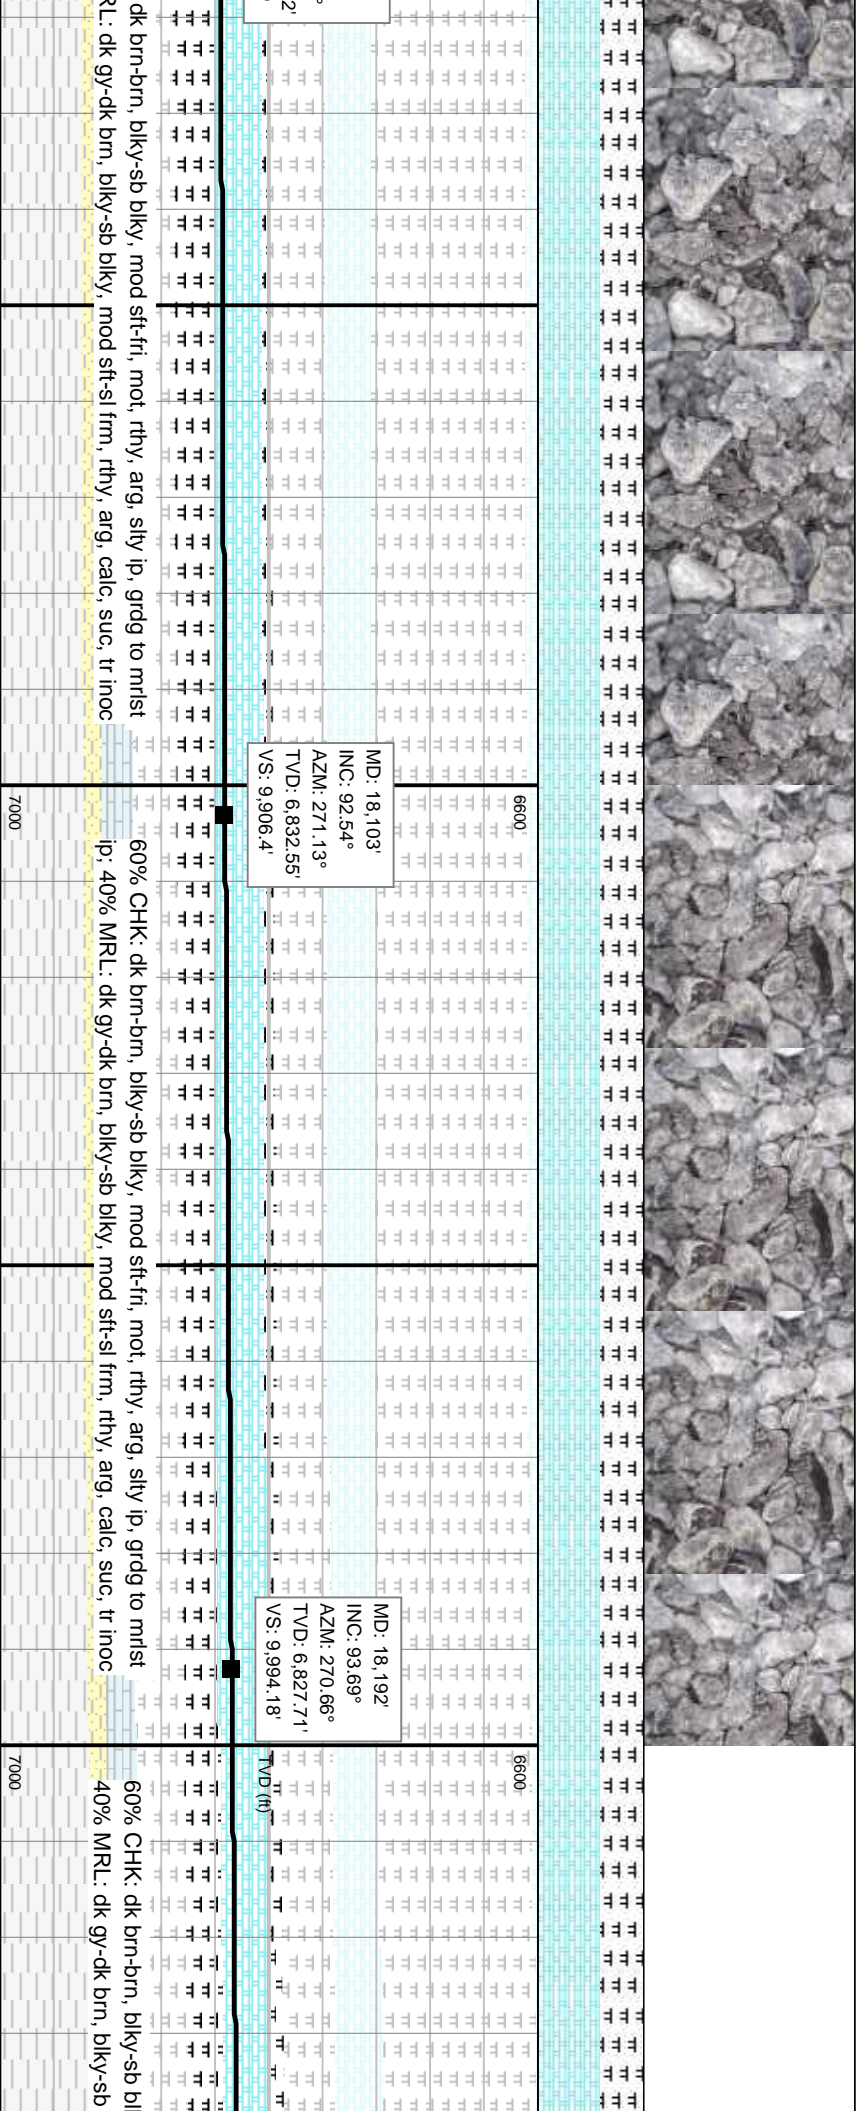 2'
dk brn-brn, blky-sb blky, mod sft-fri, mot, rthy, arg, slty ip, grdg to mrlst
RL: dk gy-dk brn, blky-sb blky, mod sft-sl frm, rthy, arg, calc, suc, tr inoc
MD: 18,103'
INC: 92.54°
AZM: 271.13°
TVD: 6,832.55'
VS: 9,906.4'
6600
7000
60% CHK: dk brn-brn, blky-sb blky, mod sft-fri, mot, rthy, arg, slty ip, grdg to mrlst
ip; 40% MRL: dk gy-dk brn, blky-sb blky, mod sft-sl frm, rthy, arg, calc, suc, tr inoc
MD: 18,192'
INC: 93.69°
AZM: 270.66°
TVD: 6,827.71'
VS: 9,994.18'
6600
TVD (ft)
7000
60% CHK: dk brn-brn, blky-sb bl
40% MRL: dk gy-dk brn, blky-sb